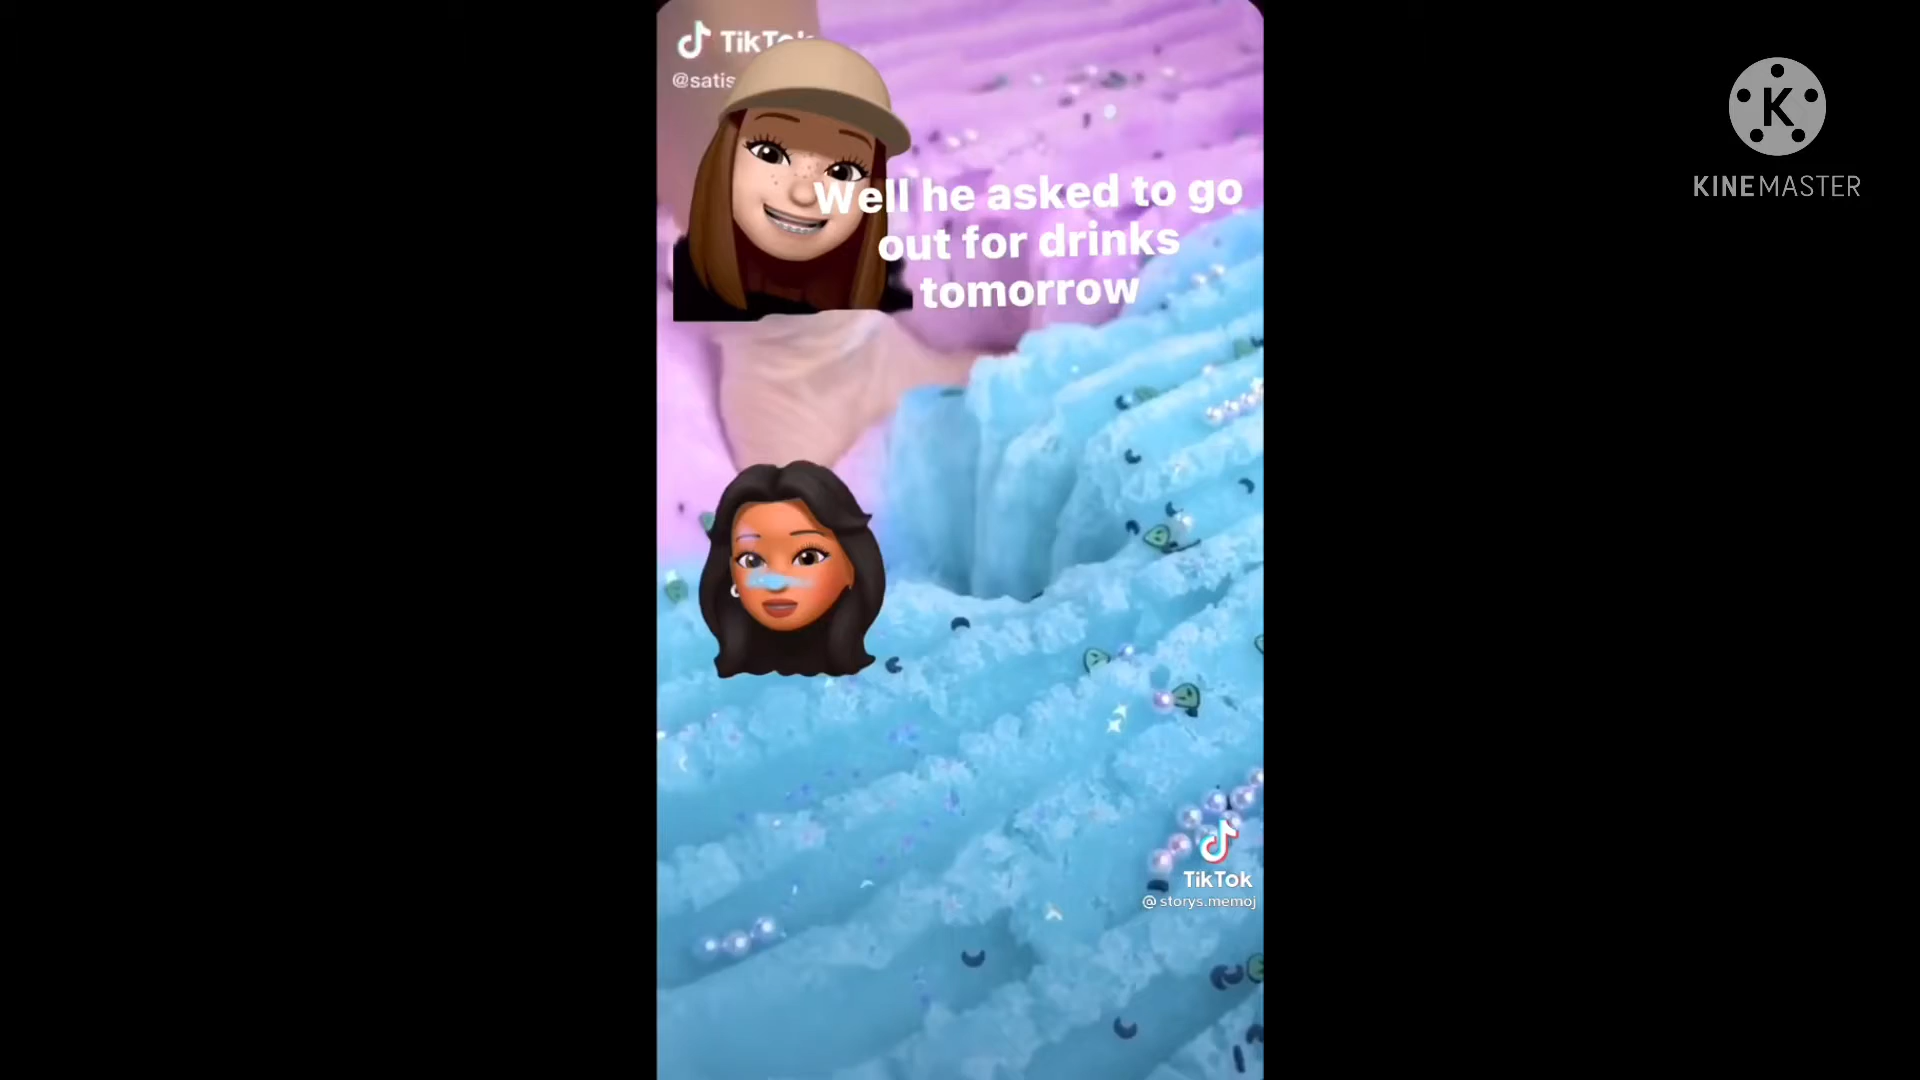 TikTok
@satis
Well he asked to go
out for drinks
tomorrow
K
KINEMASTER
TikTok
@storys.memoj